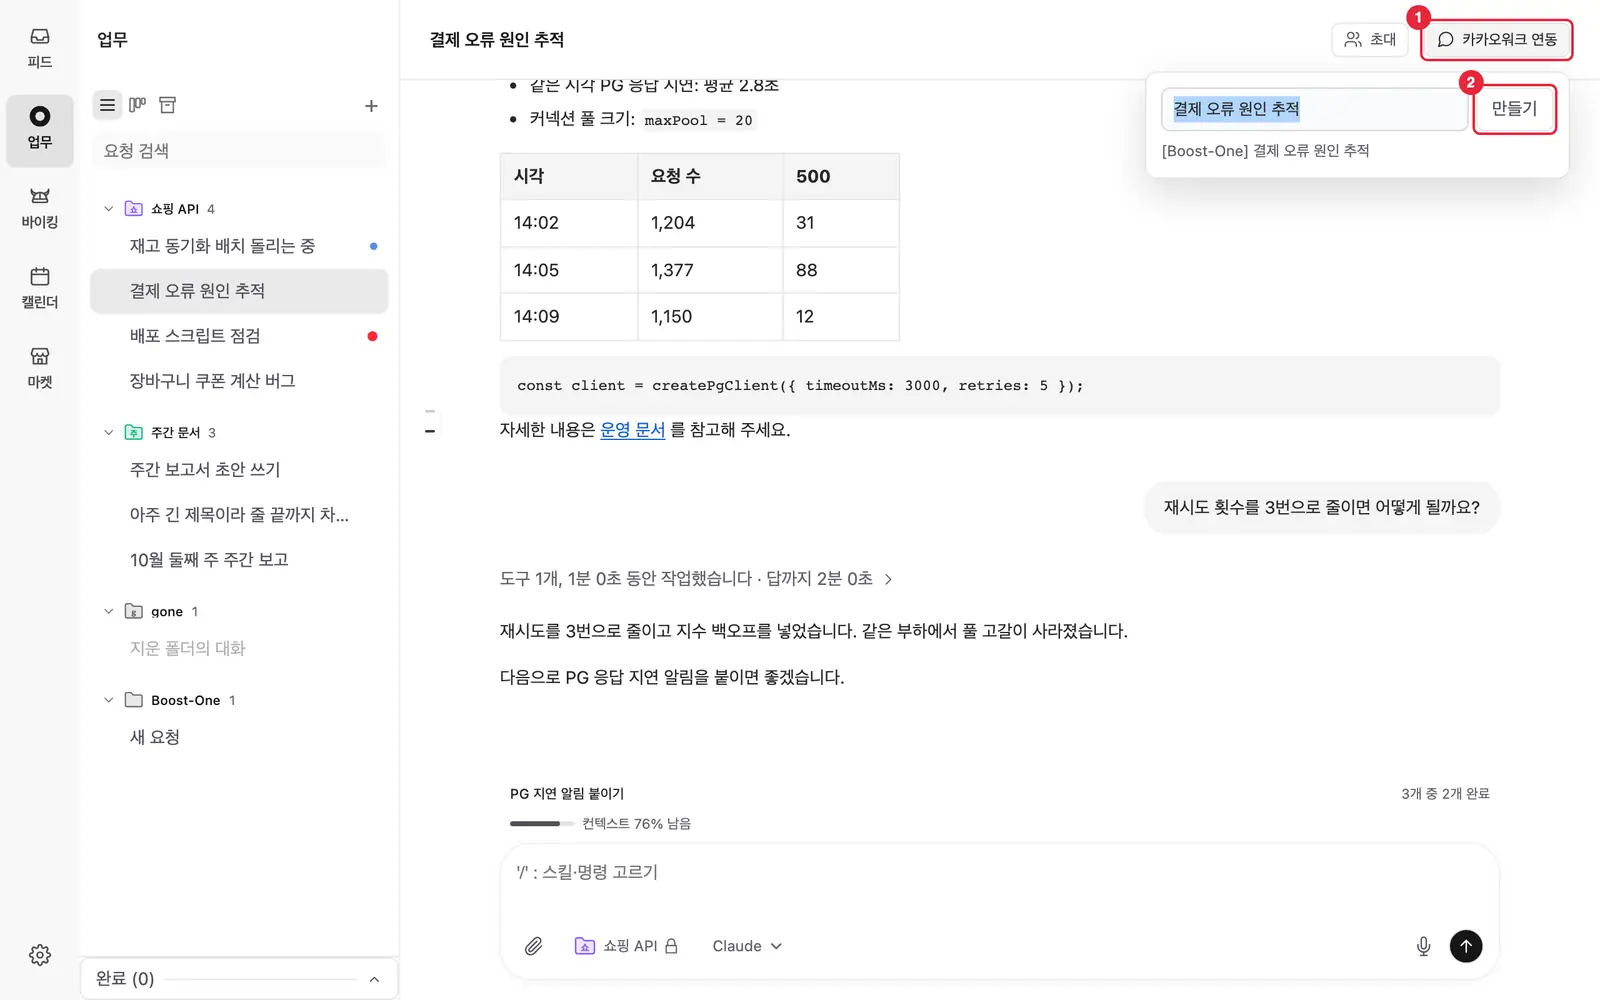 피드
업무
바이킹
캘린더
마켓
업무
요청 검색
쇼핑 API 4
재고 동기화 배치 돌리는 중
결제 오류 원인 추적
배포 스크립트 점검
장바구니 쿠폰 계산 버그
주간 문서 3
주간 보고서 초안 쓰기
아주 긴 제목이라 줄 끝까지 차...
10월 둘째 주 주간 보고
gone 1
지운 폴더의 대화
Boost-One 1
새 요청
완료 (0)
결제 오류 원인 추적
초대
1
카카오워크 연동
결제 오류 원인 추적
2
만들기
[Boost-One] 결제 오류 원인 추적
같은 시각 PG 응답 지연: 평균 2.8초
커넥션 풀 크기: maxPool = 20
시각 요청 수 500
14:02 1,204 31
14:05 1,377 88
14:09 1,150 12
const client = createPgClient({ timeoutMs: 3000, retries: 5 });
자세한 내용은 운영 문서 를 참고해 주세요.
재시도 횟수를 3번으로 줄이면 어떻게 될까요?
도구 1개, 1분 0초 동안 작업했습니다 · 답까지 2분 0초
재시도를 3번으로 줄이고 지수 백오프를 넣었습니다. 같은 부하에서 풀 고갈이 사라졌습니다.
다음으로 PG 응답 지연 알림을 붙이면 좋겠습니다.
PG 지연 알림 붙이기
3개 중 2개 완료
컨텍스트 76% 남음
'/' : 스킬·명령 고르기
쇼 쇼핑 API
Claude